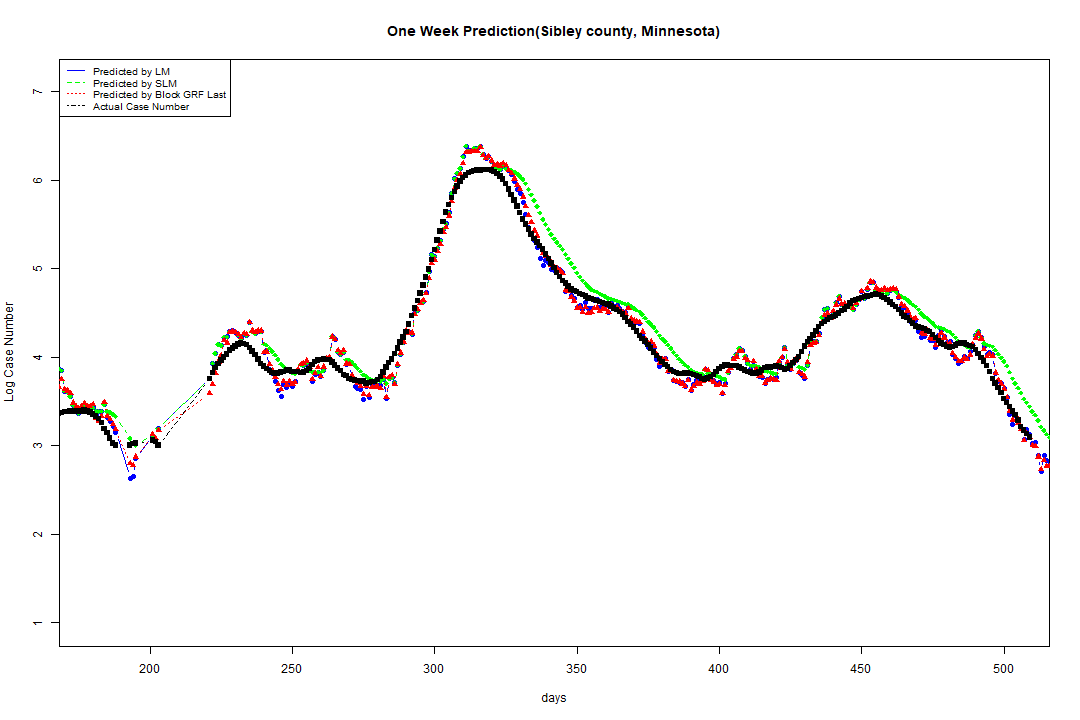 One Week Prediction(Sibley county, Minnesota)
Predicted by LM
Predicted by SLM
Predicted by Block GRF Last
Actual Case Number
Log Case Number
7
6
5
4
3
2
1
200 250 300 350 400 450 500
days